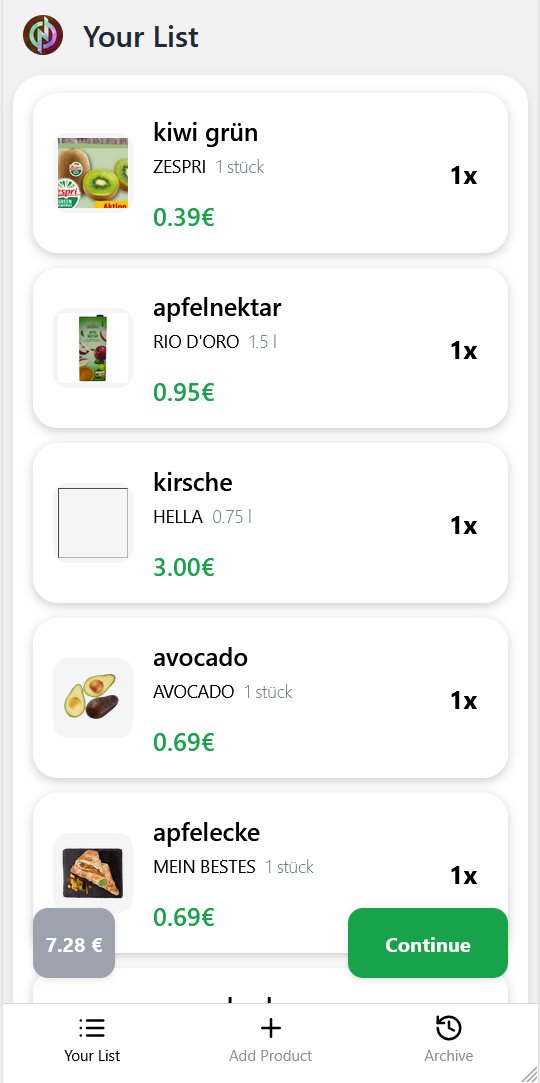 Your List
kiwi grün
ZESPRI 1 stück
0.39€
1x
Aktion
apfelnektar
RIO D'ORO 1.5 l
0.95€
1x
kirsche
HELLA 0.75 l
3.00€
1x
avocado
AVOCADO 1 stück
0.69€
1x
apfelecke
MEIN BESTES 1 stück
0.69€
1x
7.28 €
Continue
Your List
Add Product
Archive